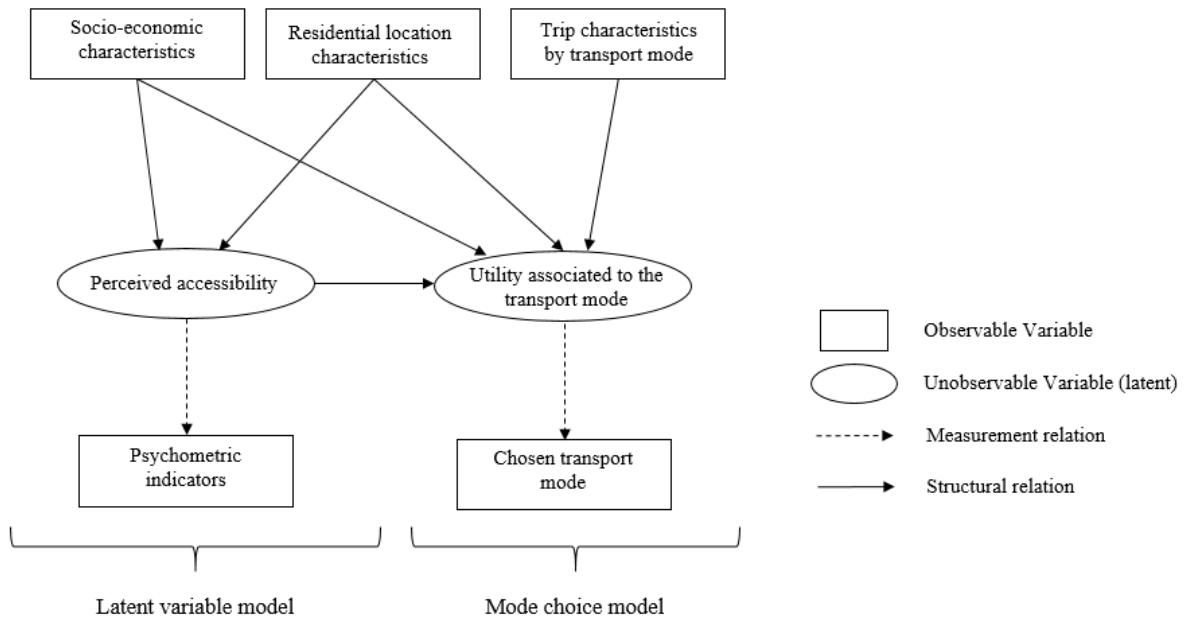 Socio-economic
characteristics
Residential location
characteristics
Trip characteristics
by transport mode
Perceived accessibility
Utility associated to the
transport mode
Psychometric
indicators
Chosen transport
mode
Observable Variable
Unobservable Variable (latent)
Measurement relation
Structural relation
Latent variable model
Mode choice model